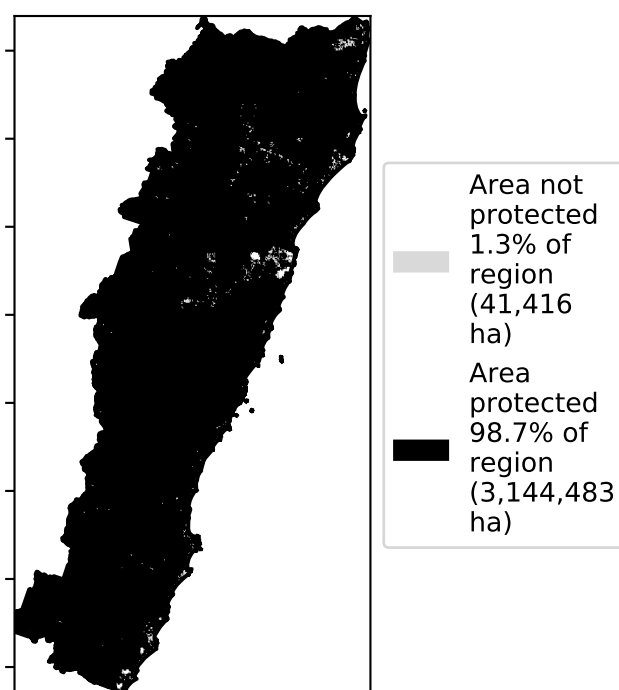 Area not
protected
1.3% of
region
(41,416
ha)
Area
protected
98.7% of
region
(3,144,483
ha)